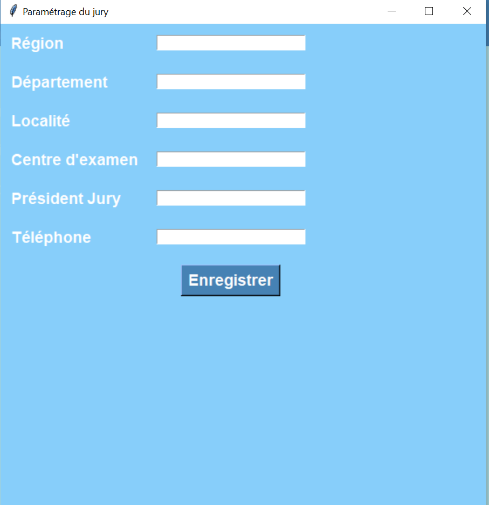 Paramétrage du jury
Région
Département
Localité
Centre d'examen
Président Jury
Téléphone
Enregistrer